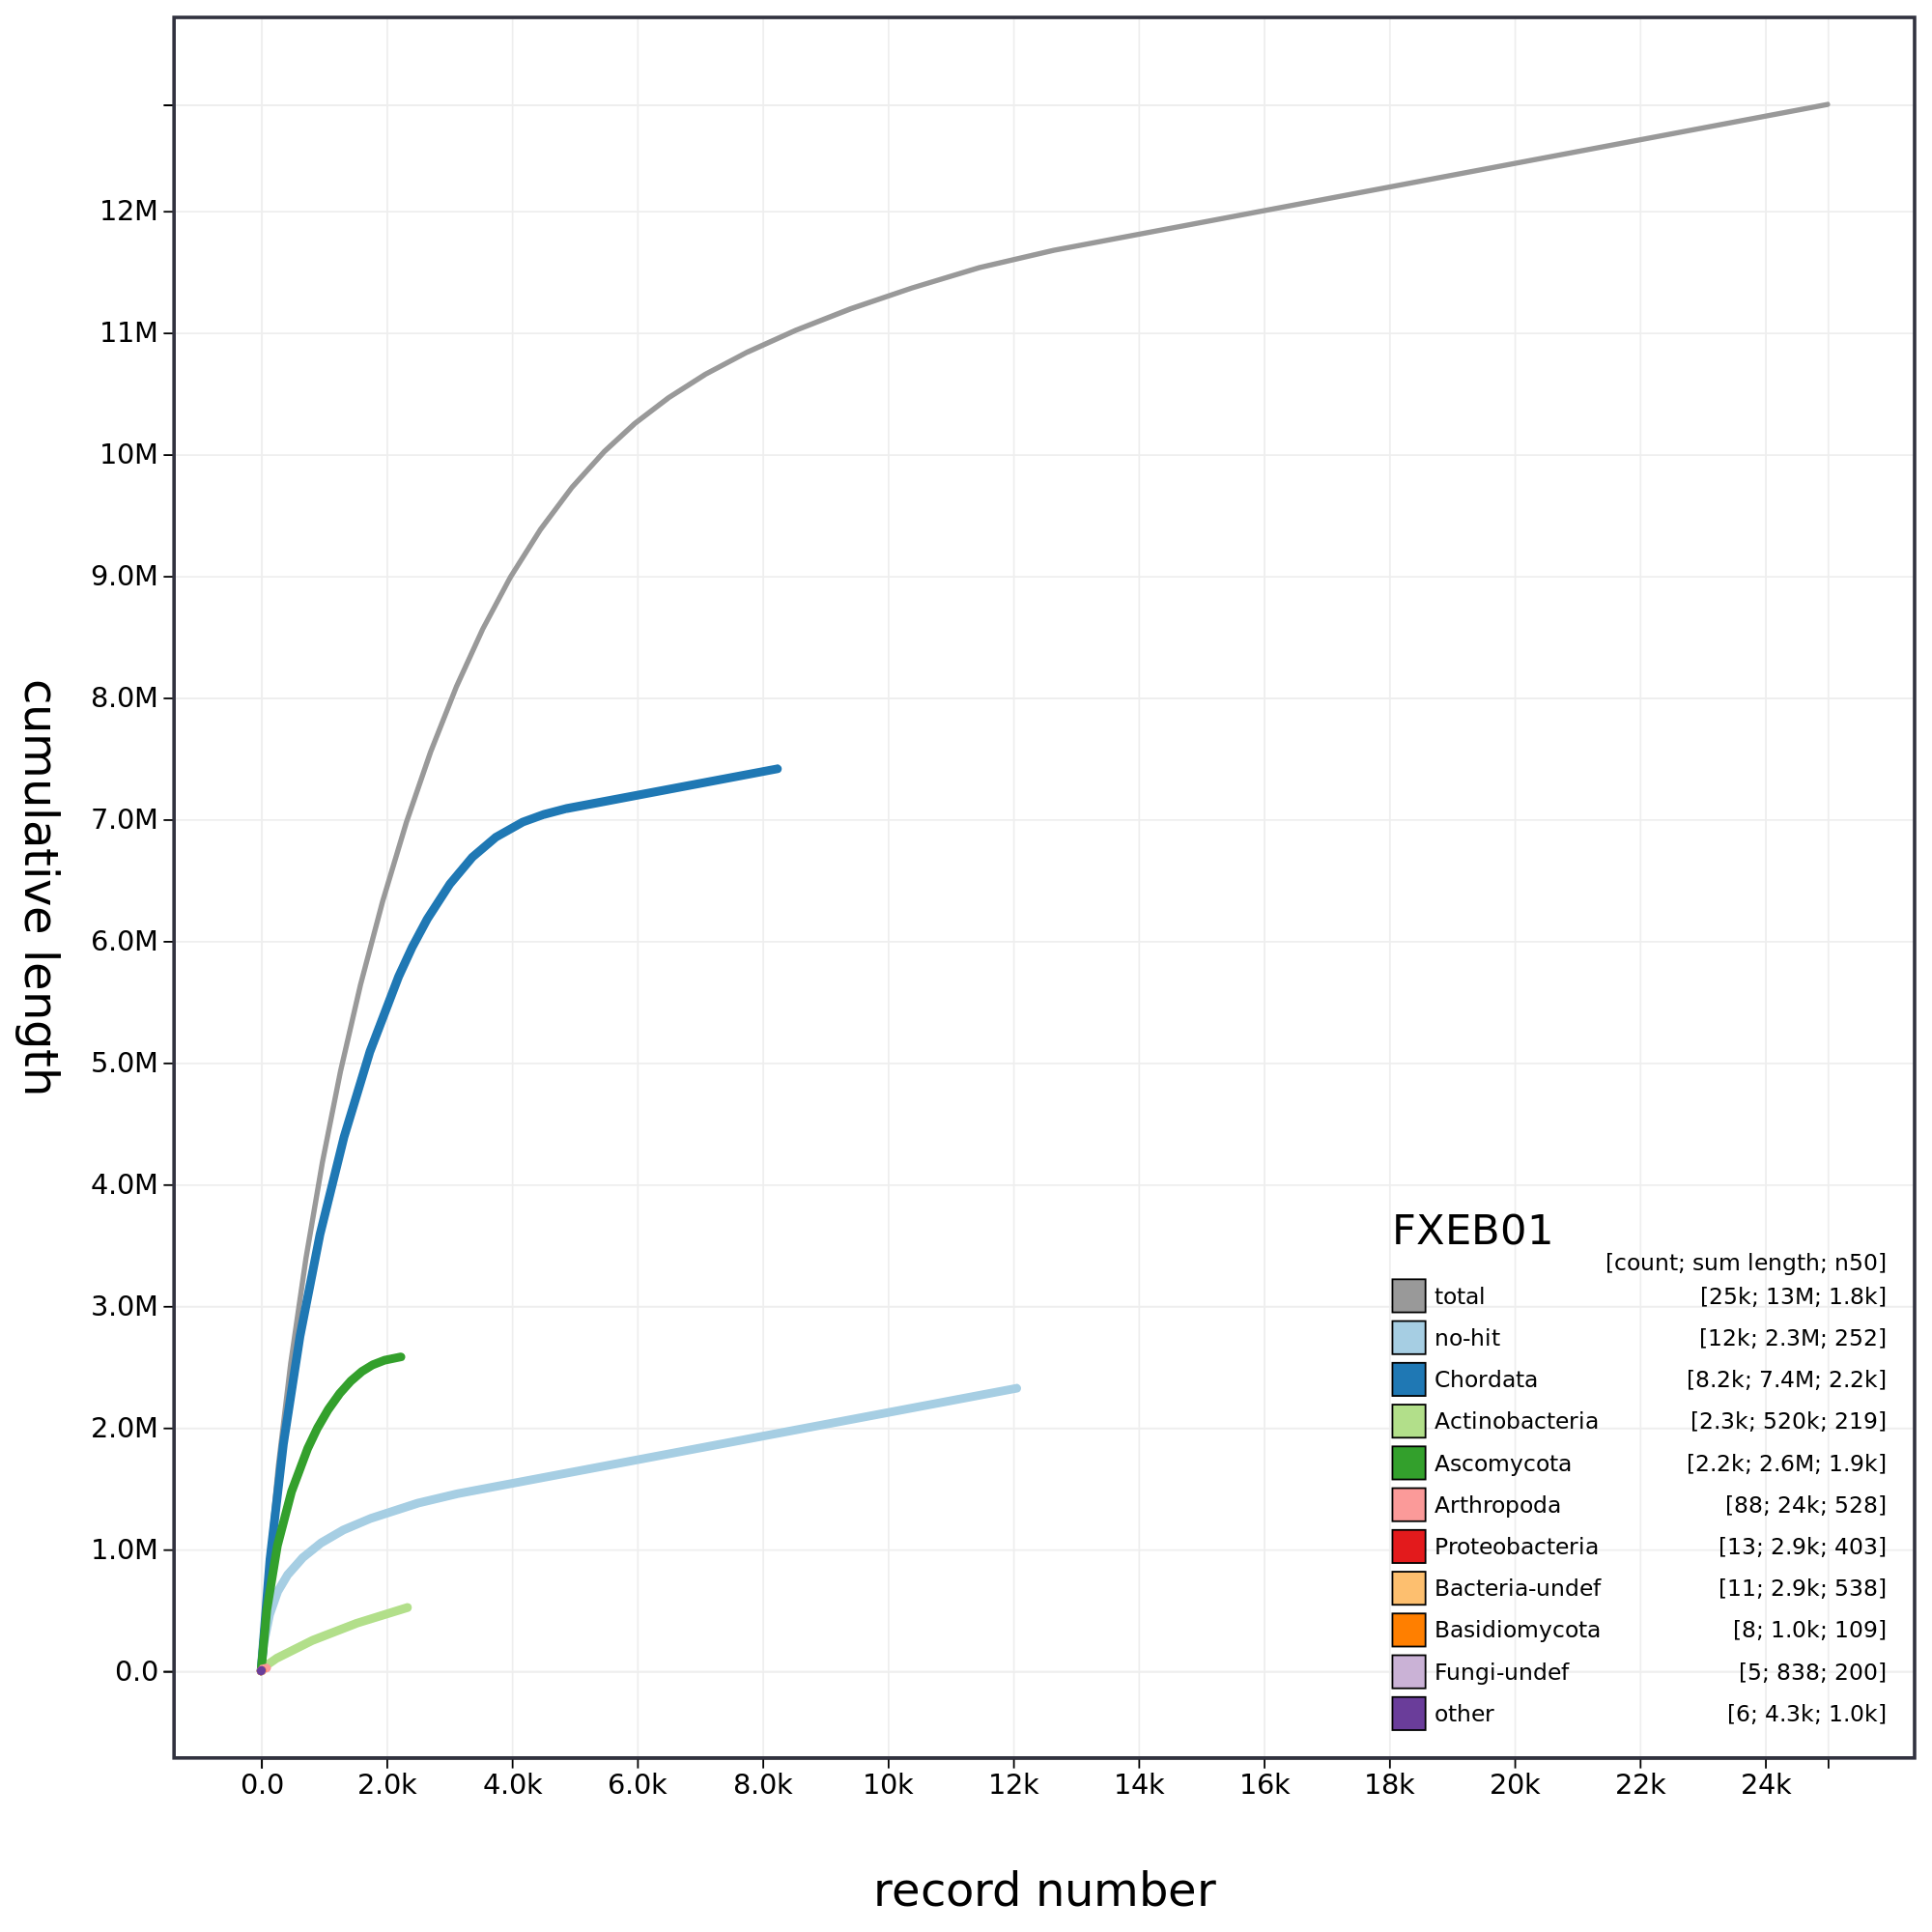 cumulative length
12M
11M
10M
9.0M
8.0M
7.0M
6.0M
5.0M
4.0M
3.0M
2.0M
1.0M
0.0
FXEB01
[count; sum length; n50]
total [25k; 13M; 1.8k]
no-hit [12k; 2.3M; 252]
Chordata [8.2k; 7.4M; 2.2k]
Actinobacteria [2.3k; 520k; 219]
Ascomycota [2.2k; 2.6M; 1.9k]
Arthropoda [88; 24k; 528]
Proteobacteria [13; 2.9k; 403]
Bacteria-undef [11; 2.9k; 538]
Basidiomycota [8; 1.0k; 109]
Fungi-undef [5; 838; 200]
other [6; 4.3k; 1.0k]
0.0 2.0k 4.0k 6.0k 8.0k 10k 12k 14k 16k 18k 20k 22k 24k
record number